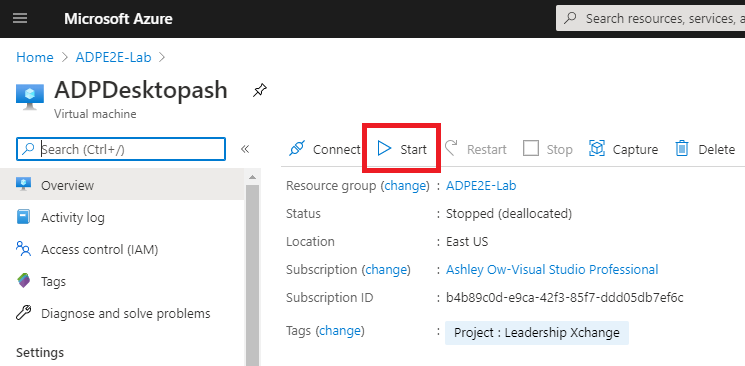 Microsoft Azure
Search resources, services, a
Home > ADPE2E-Lab >
ADPDesktopash
Virtual machine
Search (Ctrl+/)
«
Connect
Start
Restart
Stop
Capture
Delete
Overview
Activity log
Access control (IAM)
Tags
Diagnose and solve problems
Settings
Resource group (change) : ADPE2E-Lab
Status : Stopped (deallocated)
Location : East US
Subscription (change) : Ashley Ow-Visual Studio Professional
Subscription ID : b4b89c0d-e9ca-42f3-85f7-ddd05db7ef6c
Tags (change) : Project : Leadership Xchange